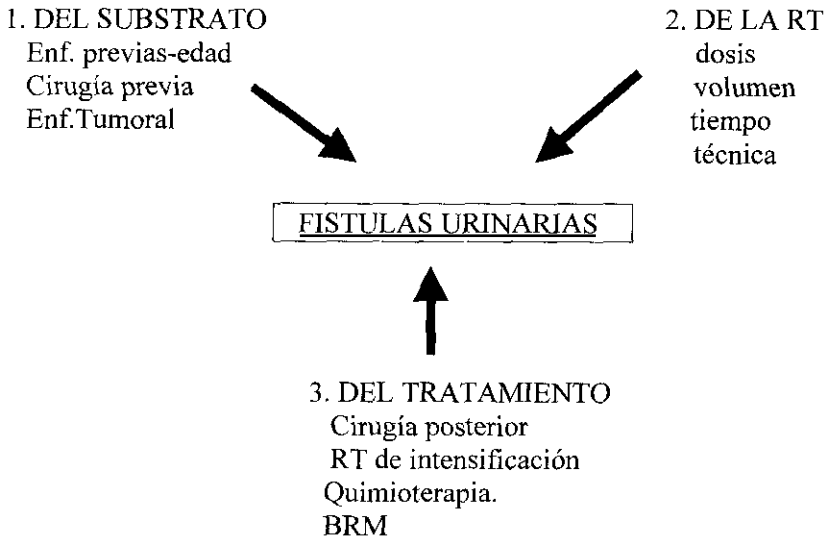 1. DEL SUBSTRATO
Enf. previas-edad
Cirugía previa
Enf.Tumoral
2. DE LA RT
dosis
volumen
tiempo
técnica
FISTULAS URINARIAS
3. DEL TRATAMIENTO
Cirugía posterior
RT de intensificación
Quimioterapia.
BRM